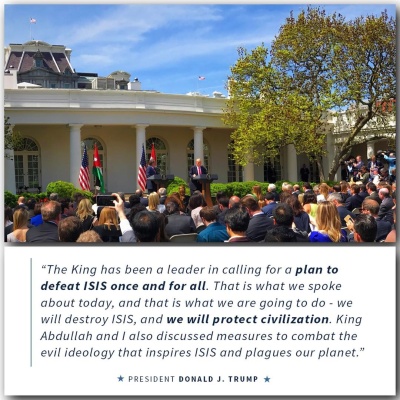 “The King has been a leader in calling for a plan to
defeat ISIS once and for all. That is what we spoke
about today, and that is what we are going to do - we
will destroy ISIS, and we will protect civilization. King
Abdullah and I also discussed measures to combat the
evil ideology that inspires ISIS and plagues our planet.”
★ PRESIDENT DONALD J. TRUMP ★